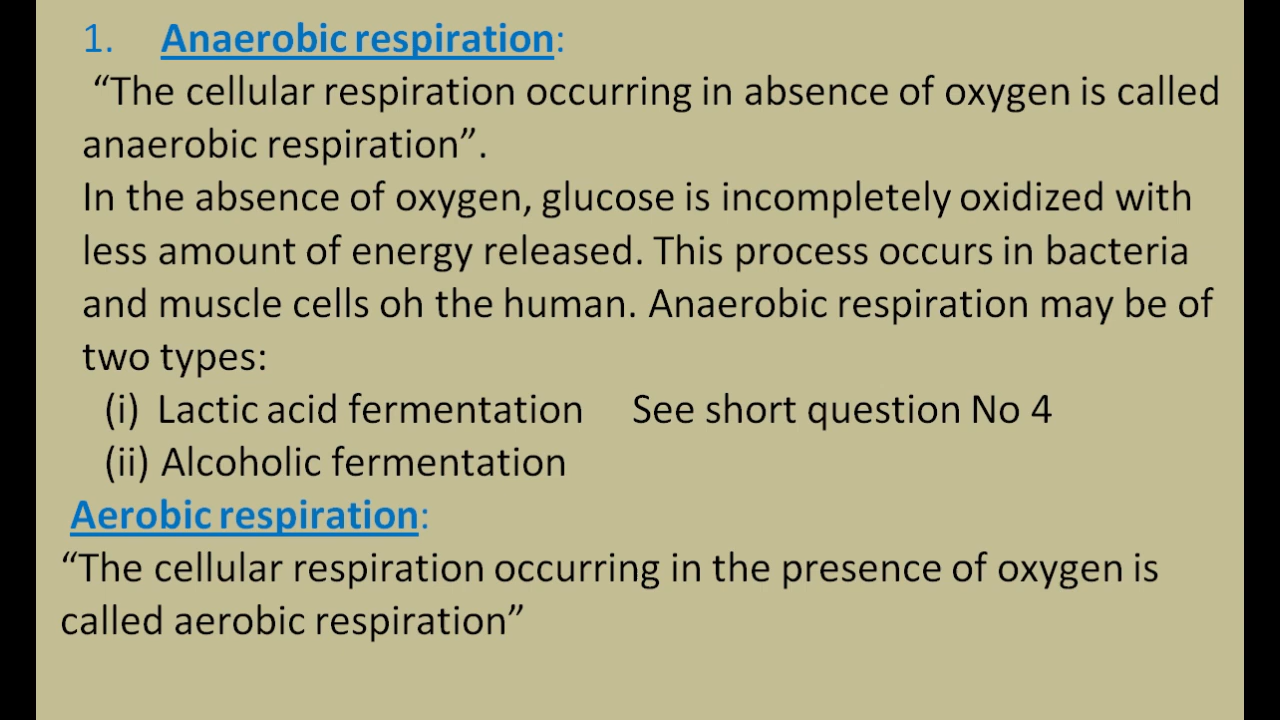 1. Anaerobic respiration:
“The cellular respiration occurring in absence of oxygen is called
anaerobic respiration”.
In the absence of oxygen, glucose is incompletely oxidized with
less amount of energy released. This process occurs in bacteria
and muscle cells oh the human. Anaerobic respiration may be of
two types:
(i) Lactic acid fermentation See short question No 4
(ii) Alcoholic fermentation
Aerobic respiration:
“The cellular respiration occurring in the presence of oxygen is
called aerobic respiration”